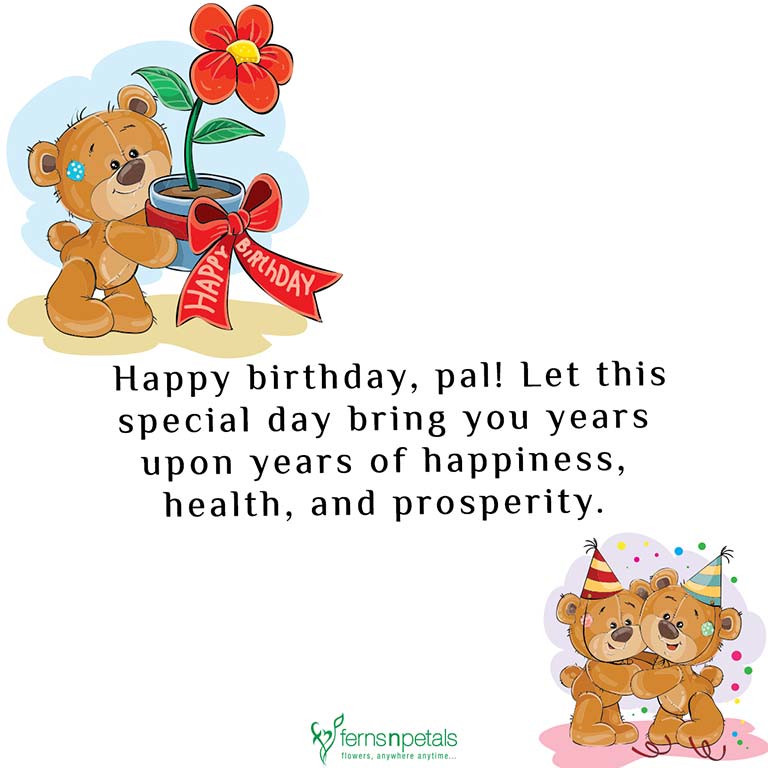 HAPPY BIRTHDAY
Happy birthday, pal! Let this
special day bring you years
upon years of happiness,
health, and prosperity.
fernsnpetals
flowers, anywhere anytime...